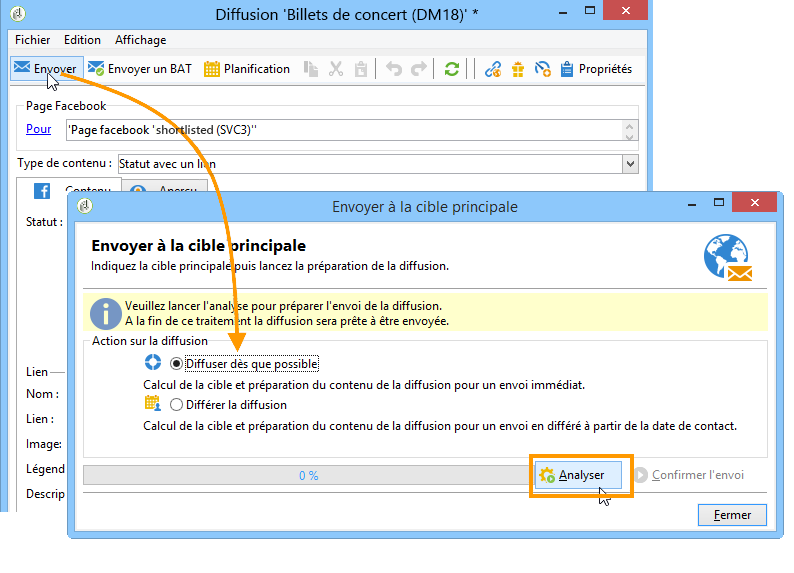 Diffusion 'Billets de concert (DM18)' *
Fichier Edition Affichage
Envoyer Envoyer un BAT Planification Propriétés
Page Facebook
Pour 'Page facebook 'shortlisted (SVC3)''
Type de contenu : Statut avec un lien
Contenu Aperçu
Statut :
Lien
Nom :
Lien :
Image:
Légend
Descrip
Envoyer à la cible principale
Envoyer à la cible principale
Indiquez la cible principale puis lancez la préparation de la diffusion.
Veuillez lancer l'analyse pour préparer l'envoi de la diffusion.
A la fin de ce traitement la diffusion sera prête à être envoyée.
Action sur la diffusion
Diffuser dès que possible
Calcul de la cible et préparation du contenu de la diffusion pour un envoi immédiat.
Différer la diffusion
Calcul de la cible et préparation du contenu de la diffusion pour un envoi en différé à partir de la date de contact.
0 % Analyser Confirmer l'envoi
Fermer